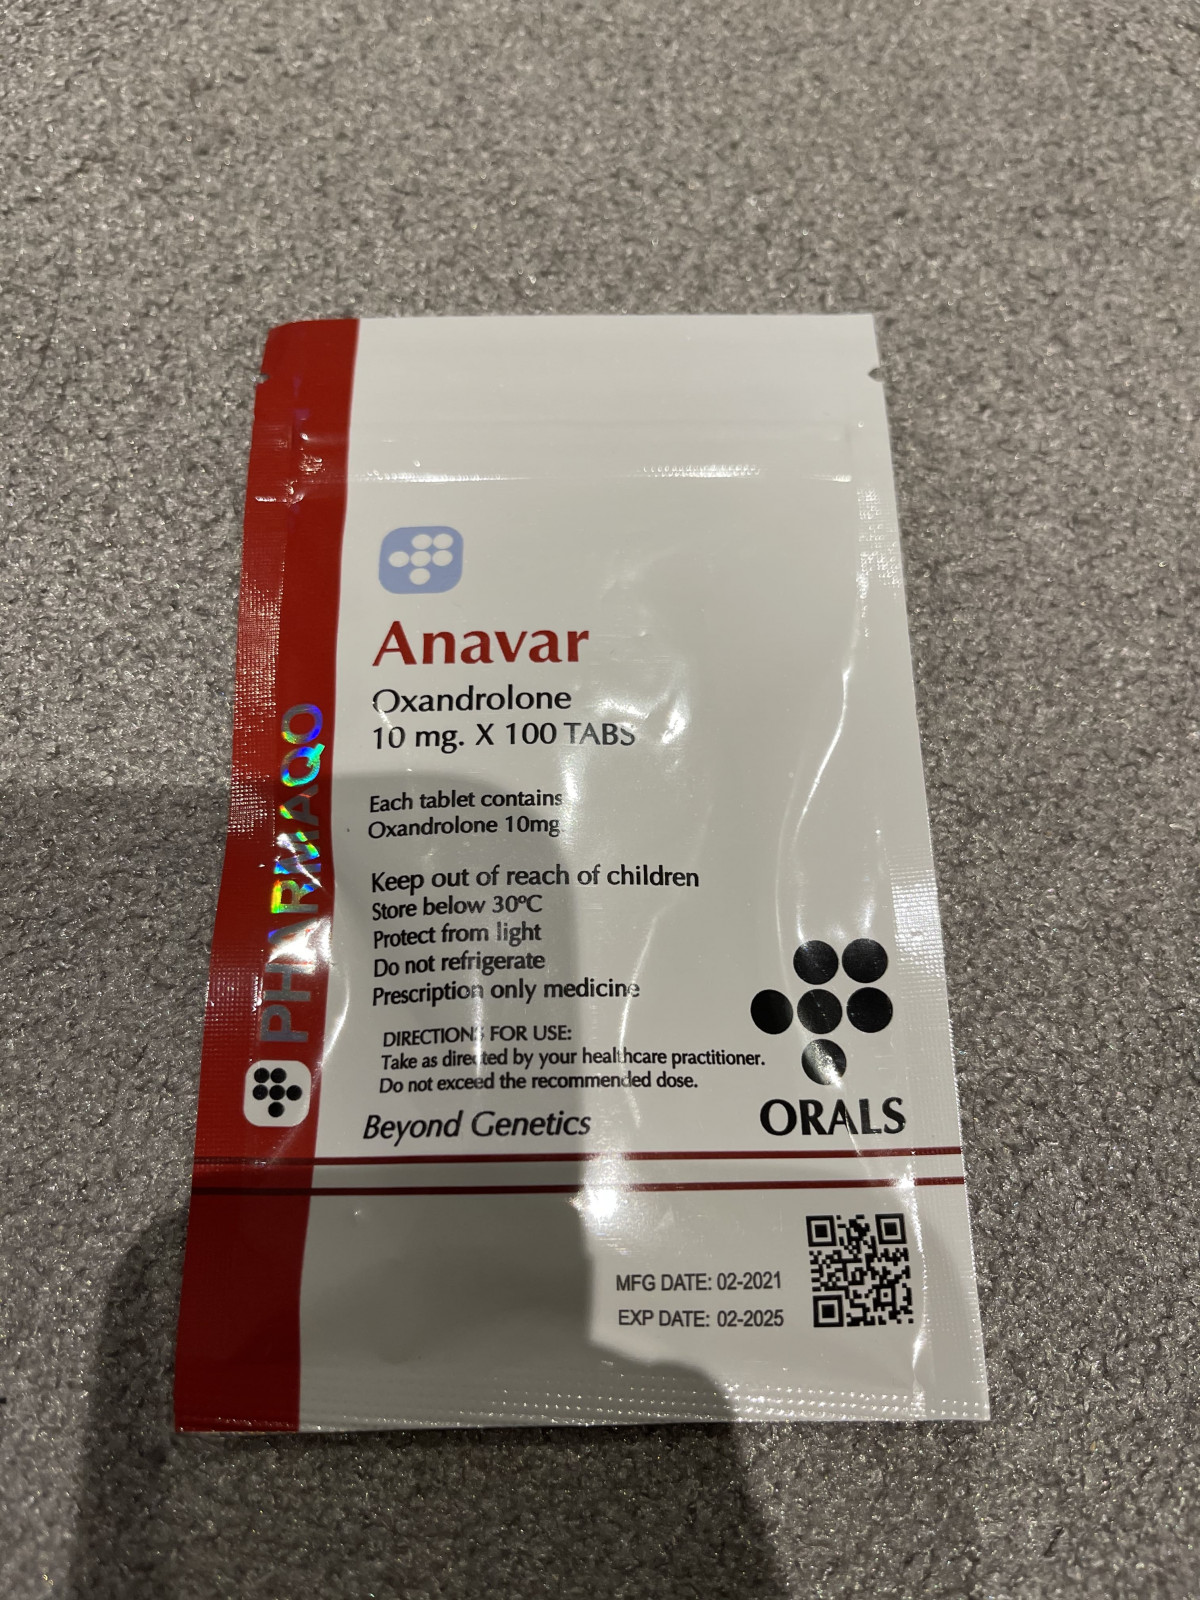 Anavar
Oxandrolone
10 mg. X 100 TABS
Each tablet contains
Oxandrolone 10mg
Keep out of reach of children
Store below 30ºC
Protect from light
Do not refrigerate
Prescription only medicine
DIRECTIONS FOR USE:
Take as directed by your healthcare practitioner.
Do not exceed the recommended dose.
Beyond Genetics
ORALS
PHARMAQO
MFG DATE: 02-2021
EXP DATE: 02-2025